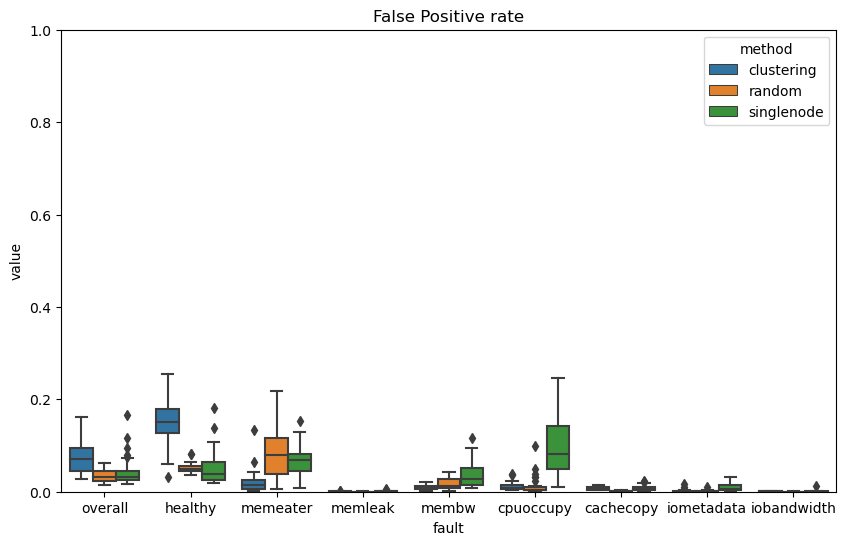 False Positive rate
method
clustering
random
singlenode
1.0
0.8
0.6
0.4
0.2
0.0
value
overall healthy memeater memleak membw cpuoccupy cachecopy iometadata iobandwidth
fault